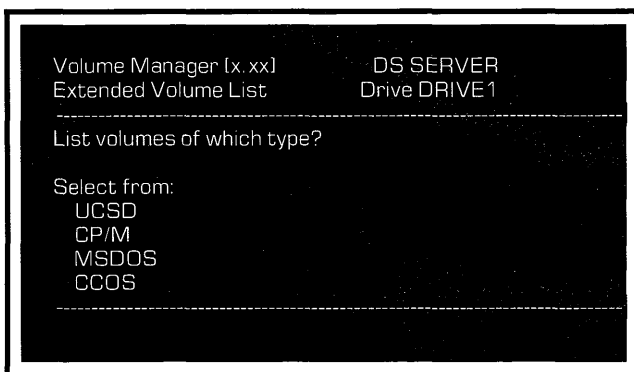 Volume Manager [x.xx] DS SERVER
Extended Volume List Drive DRIVE1
List volumes of which type?
Select from:
UCSD
CP/M
MSDOS
CCOS